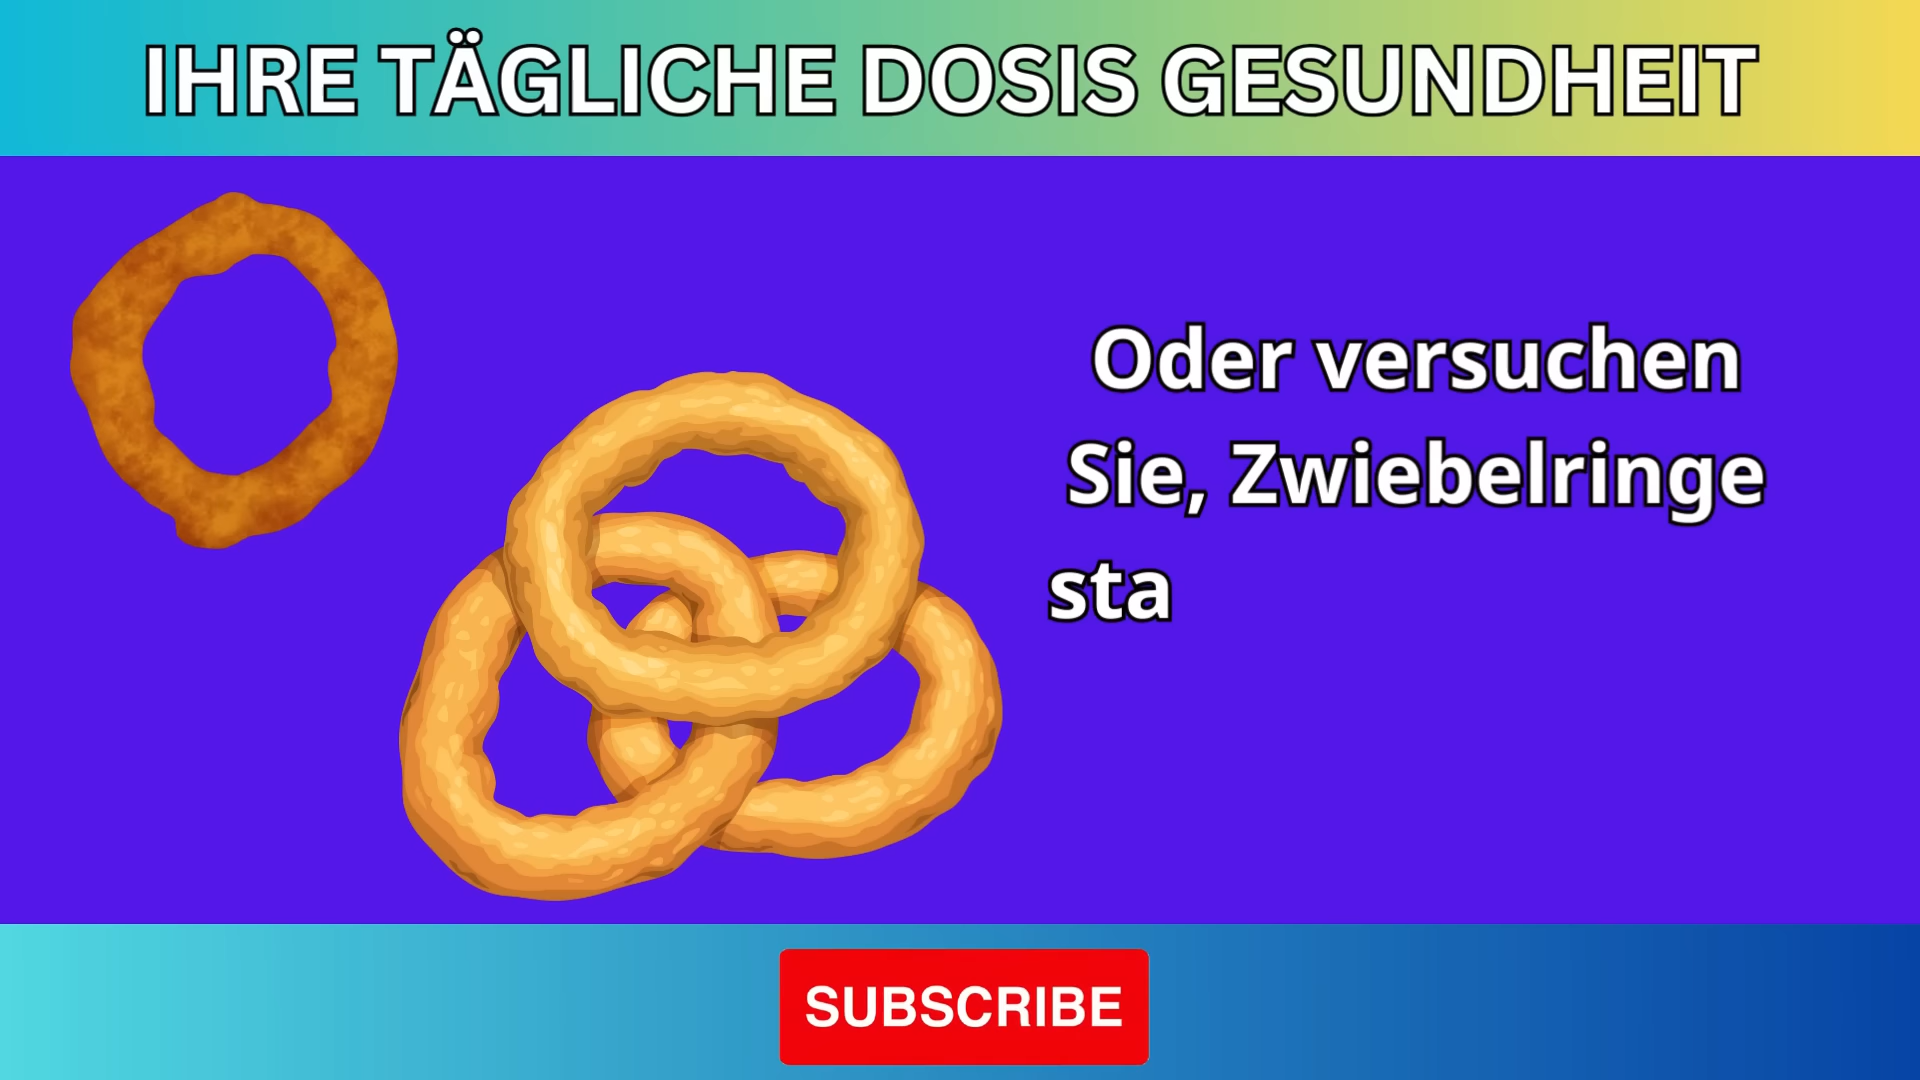 IHRE TÄGLICHE DOSIS GESUNDHEIT
Oder versuchen
Sie, Zwiebelringe
sta
SUBSCRIBE